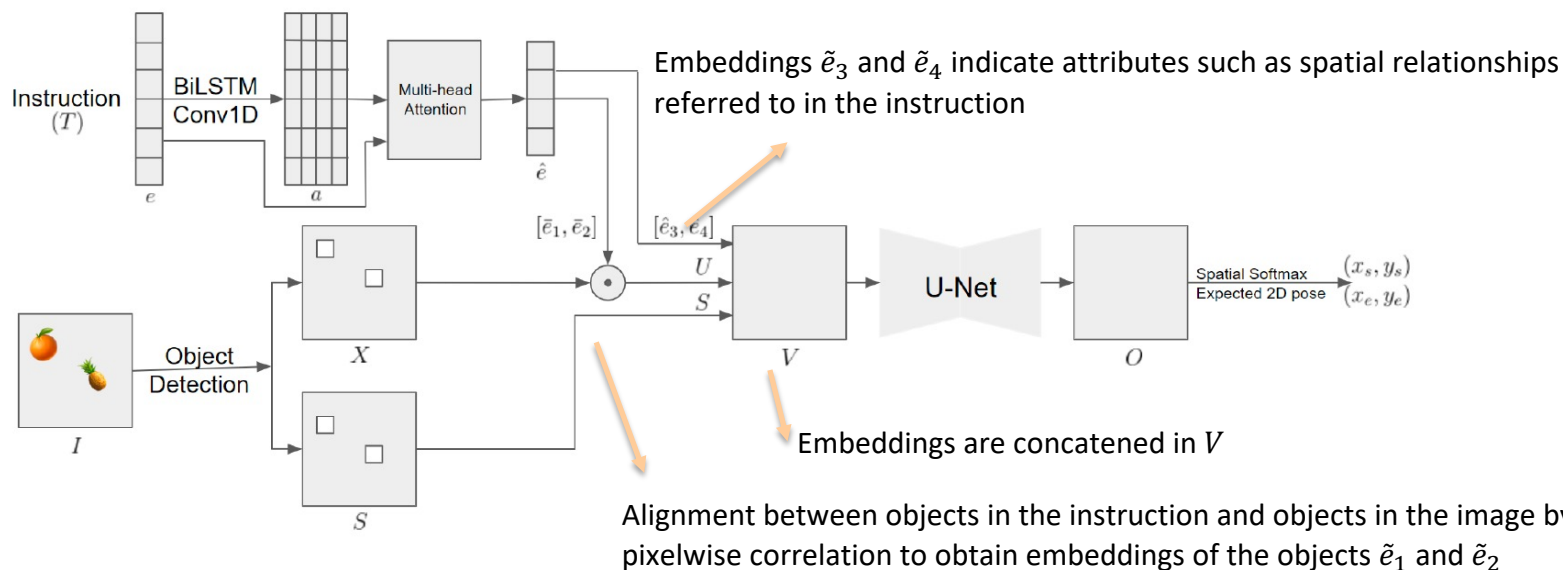 Embeddings ẽ₃ and ẽ₄ indicate attributes such as spatial relationships
referred to in the instruction
Instruction
(T)
BiLSTM
Conv1D
Multi-head
Attention
e
a
ê
[ē₁, ē₂]
[ê₃, ê₄]
U
S
U-Net
Spatial Softmax
Expected 2D pose
(xₛ, yₛ)
(xₑ, yₑ)
Object
Detection
X
V
O
I
S
Embeddings are concatened in V
Alignment between objects in the instruction and objects in the image by
pixelwise correlation to obtain embeddings of the objects ẽ₁ and ẽ₂